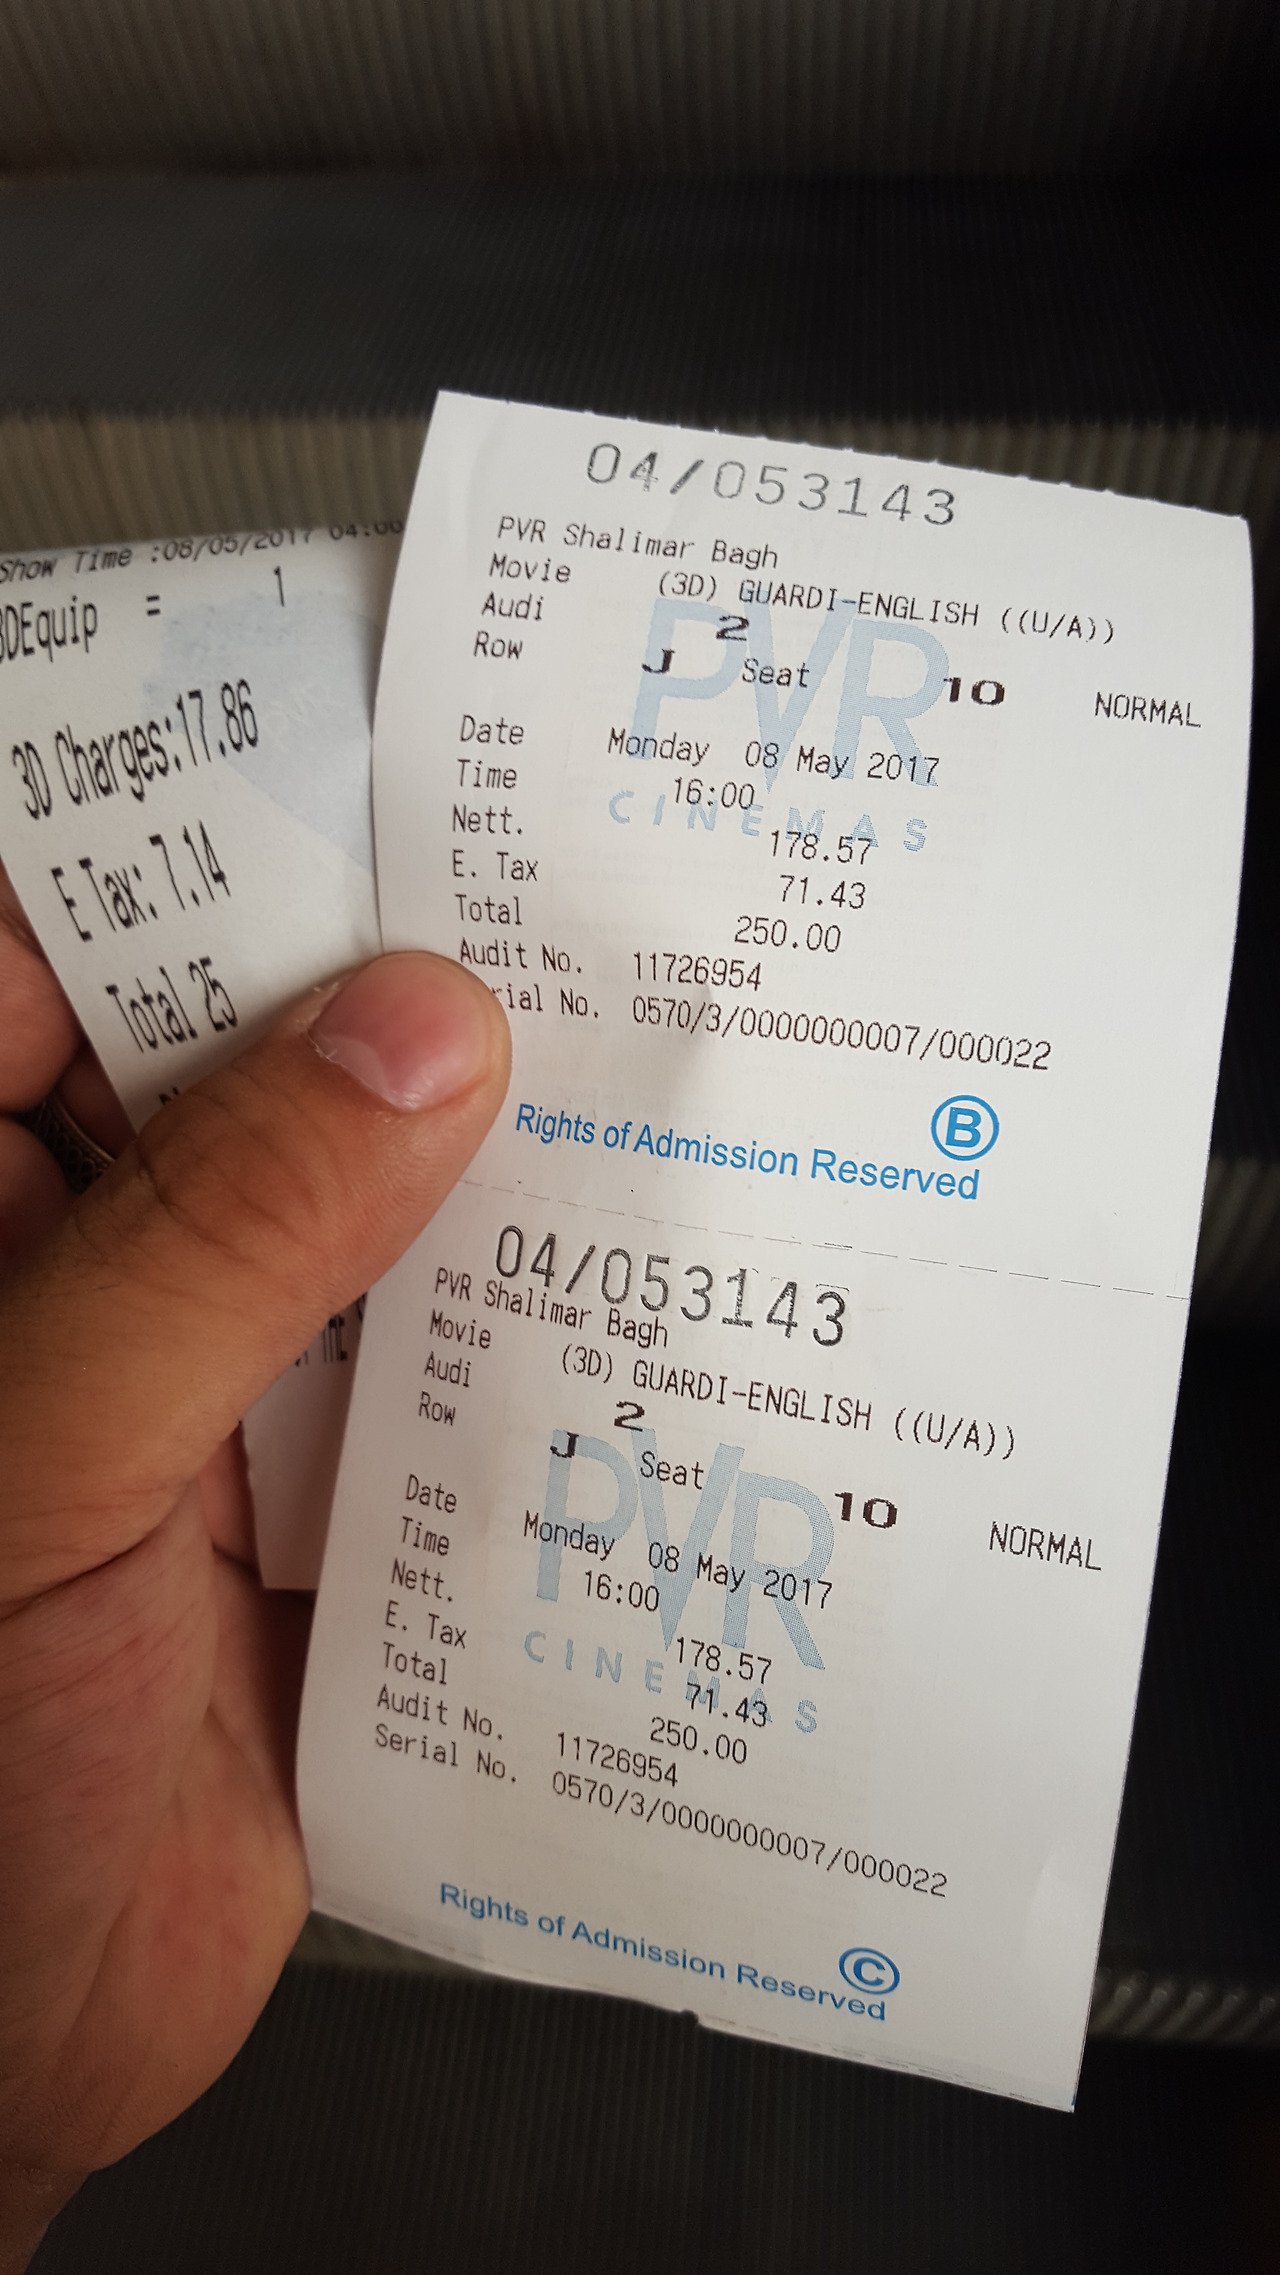 Show Time :08/05/2017 04:00
3DEquip = 1
3D Charges:17.86
E Tax: 7.14
Total 25
04/053143
PVR Shalimar Bagh
Movie (3D) GUARDI-ENGLISH ((U/A))
Audi 2
Row J Seat 10 NORMAL
Date Monday 08 May 2017
Time 16:00
Nett. 178.57
E. Tax 71.43
Total 250.00
Audit No. 11726954
rial No. 0570/3/0000000007/000022
PVR
CINEMAS
B
Rights of Admission Reserved
04/053143
PVR Shalimar Bagh
Movie (3D) GUARDI-ENGLISH ((U/A))
Audi 2
Row J Seat 10 NORMAL
Date Monday 08 May 2017
Time 16:00
Nett. 178.57
E. Tax 71.43
Total 250.00
Audit No. 11726954
Serial No. 0570/3/0000000007/000022
PVR
CINEMAS
C
Rights of Admission Reserved